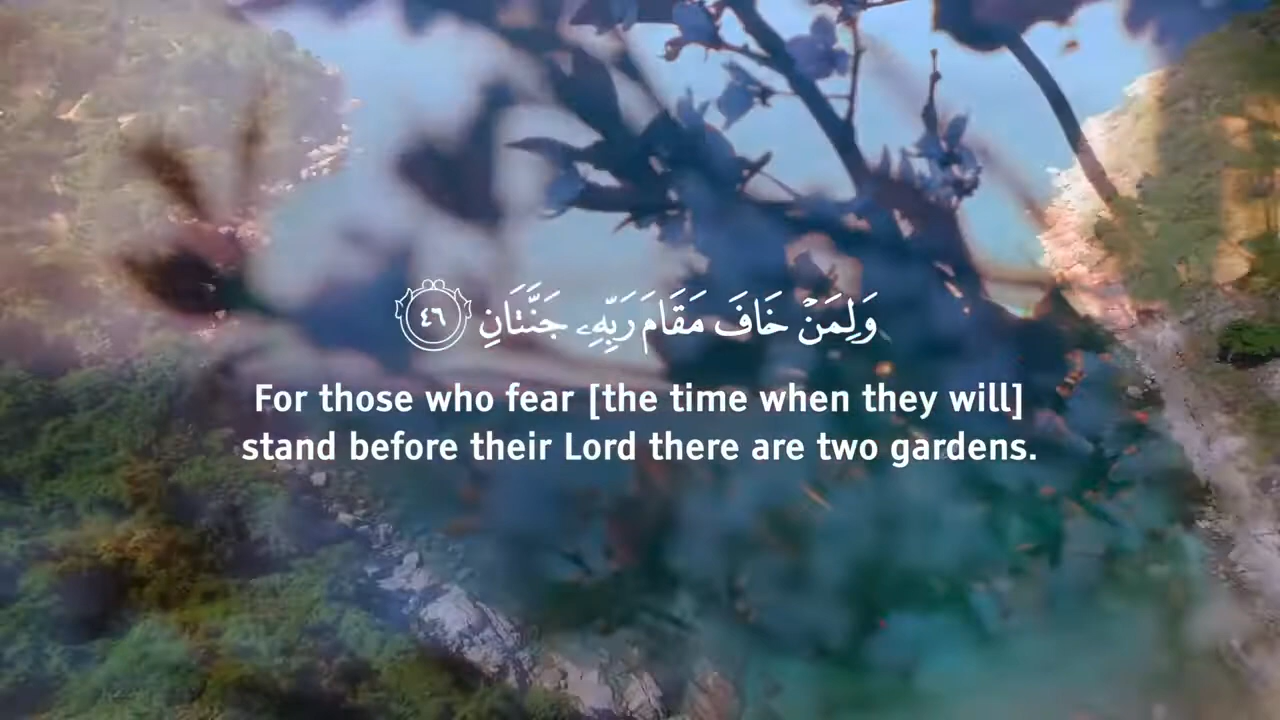 وَلِمَنْ خَافَ مَقَامَ رَبِّهِۦ جَنَّتَانِ ٤٦
For those who fear [the time when they will]
stand before their Lord there are two gardens.